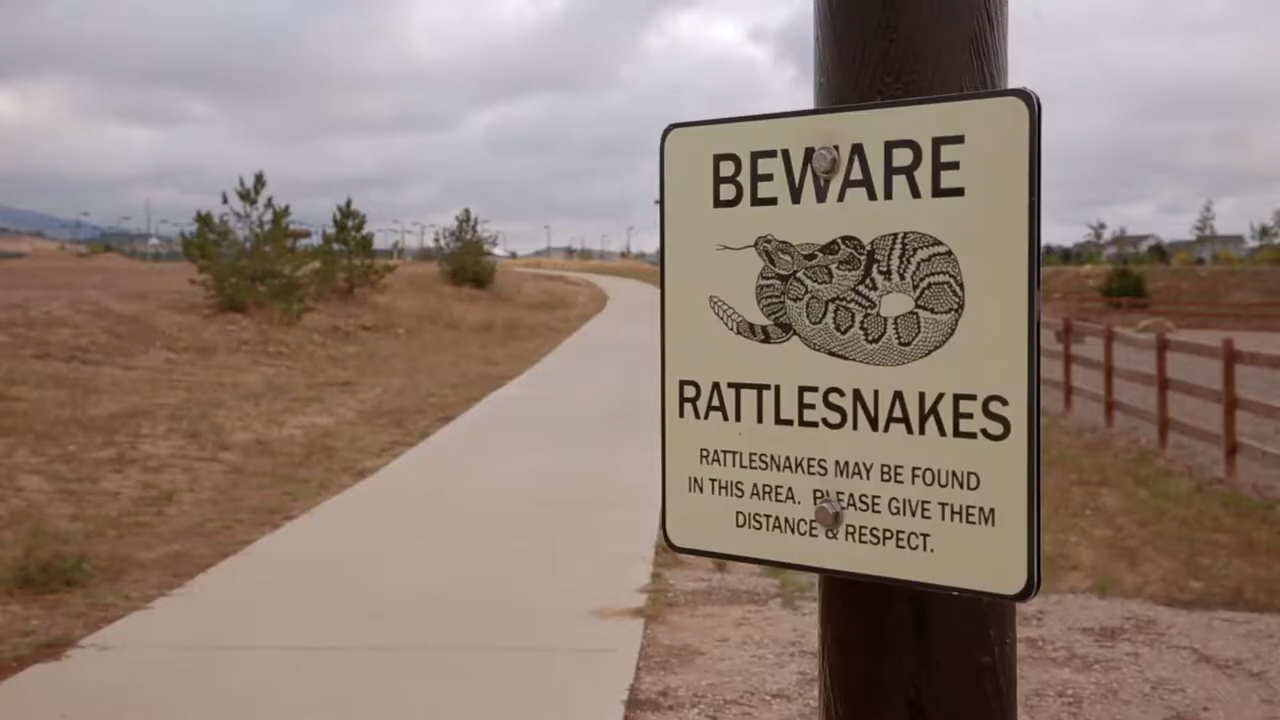 BEWARE
RATTLESNAKES
RATTLESNAKES MAY BE FOUND
IN THIS AREA. PLEASE GIVE THEM
DISTANCE & RESPECT.